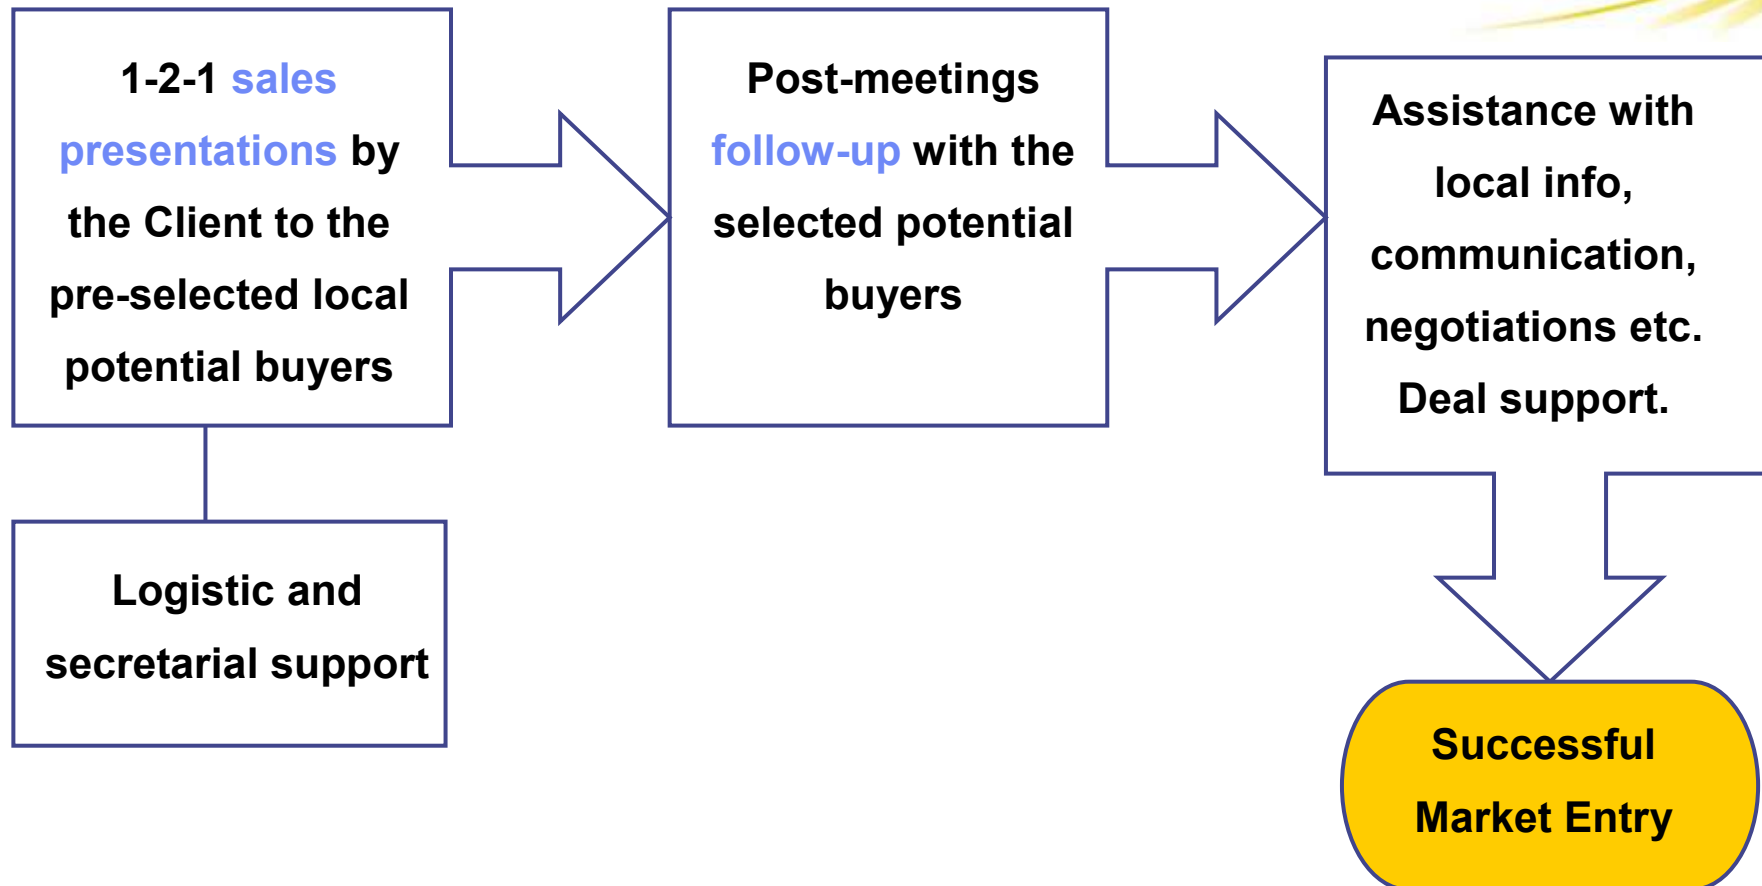 1-2-1 sales
presentations by
the Client to the
pre-selected local
potential buyers
Post-meetings
follow-up with the
selected potential
buyers
Assistance with
local info,
communication,
negotiations etc.
Deal support.
Logistic and
secretarial support
Successful
Market Entry